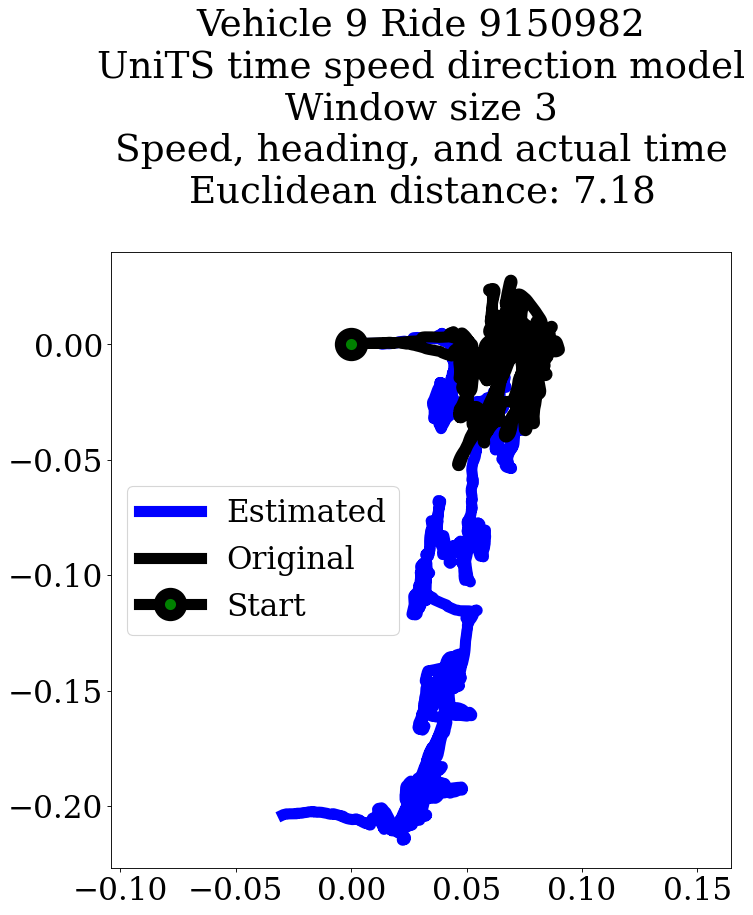 Vehicle 9 Ride 9150982
UniTS time speed direction model
Window size 3
Speed, heading, and actual time
Euclidean distance: 7.18
0.00
−0.05
−0.10
−0.15
−0.20
Estimated
Original
Start
−0.10 −0.05 0.00 0.05 0.10 0.15